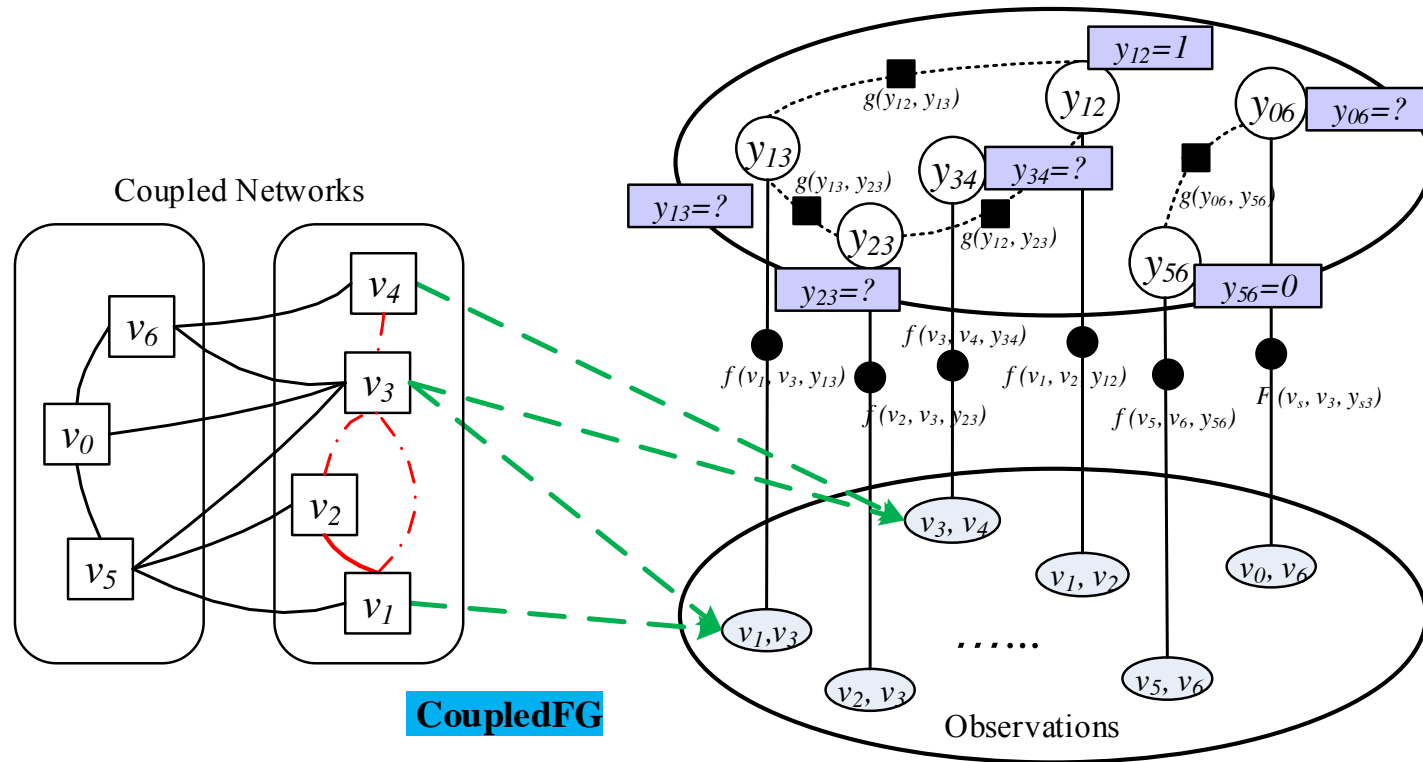 Coupled Networks
v6
v0
v5
v4
v3
v2
v1
CoupledFG
y12=1
g(y12, y13)
y12
y06
y06=?
y13
y34
y34=?
g(y13, y23)
g(y06, y56)
y13=?
y23
g(y12, y23)
y56
y23=?
y56=0
f(v3, v4, y34)
f(v1, v3, y13)
f(v1, v2, y12)
F (vs, v3, ys3)
f(v2, v3, y23)
f(v5, v6, y56)
v3, v4
v1, v2
v0, v6
v1,v3
......
v2, v3
v5, v6
Observations